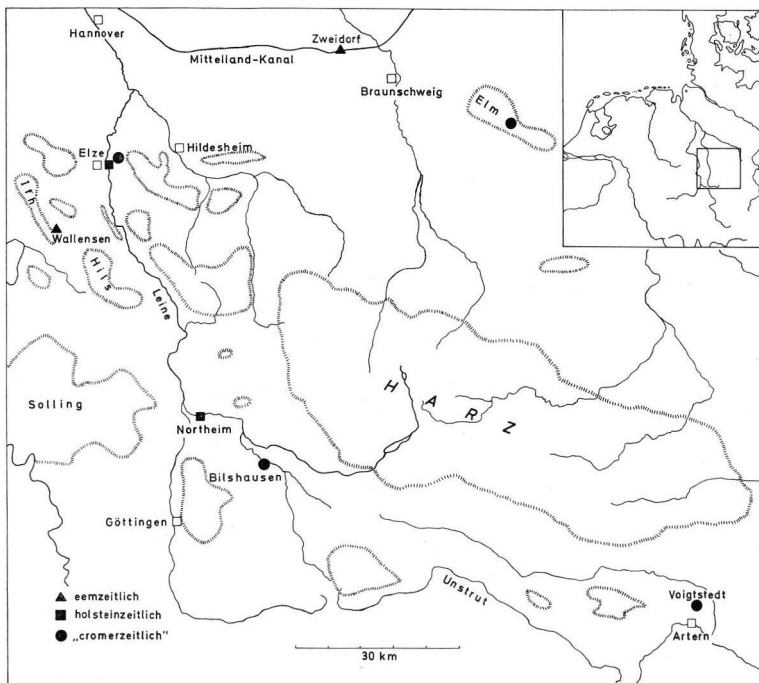 Hannover
Zweidorf
Mittelland-Kanal
Braunschweig
Elm
Elze
Hildesheim
Ith
Wallensen
Hils
Leine
HARZ
Solling
Northeim
Bilshausen
Göttingen
Unstrut
Voigtstedt
Artern
eemzeitlich
holsteinzeitlich
„cromerzeitlich"
30 km